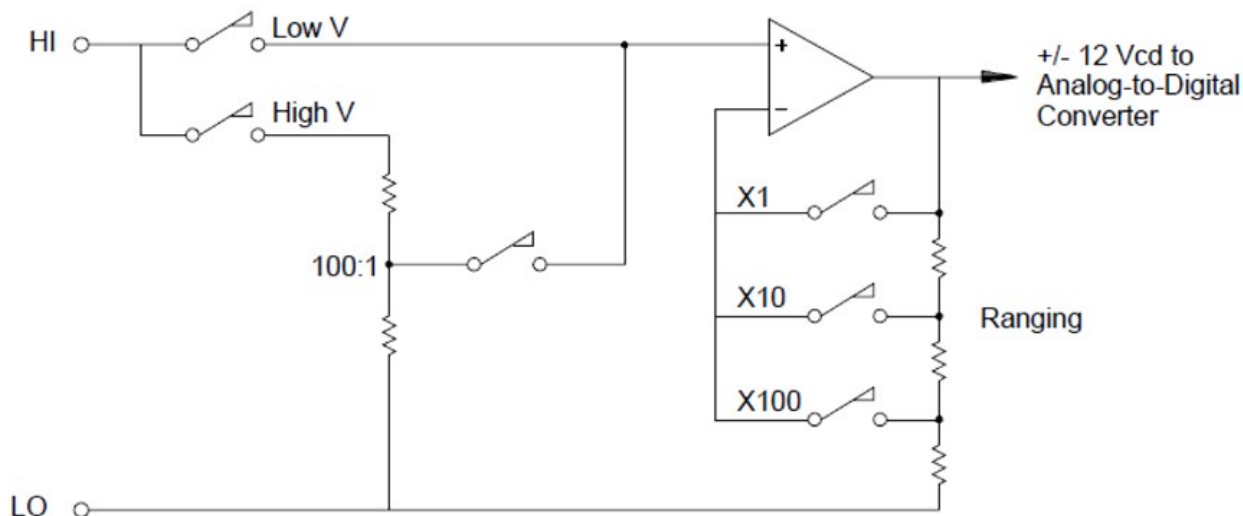 HI
Low V
High V
100:1
LO
+
−
X1
X10
X100
Ranging
+/- 12 Vcd to
Analog-to-Digital
Converter